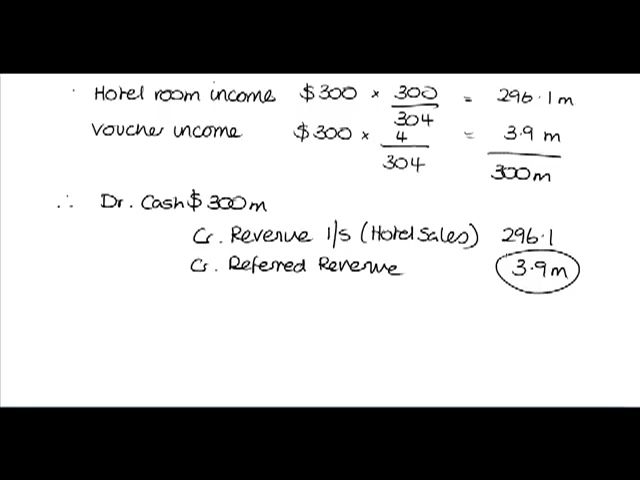 Hotel room income $300 × 300/304 = 296.1m
Voucher income $300 × 4/304 = 3.9 m
300m
∴ Dr. Cash $300m
Cr. Revenue I/S (Hotel Sales) 296.1
Cr. Referred Revenue 3.9m